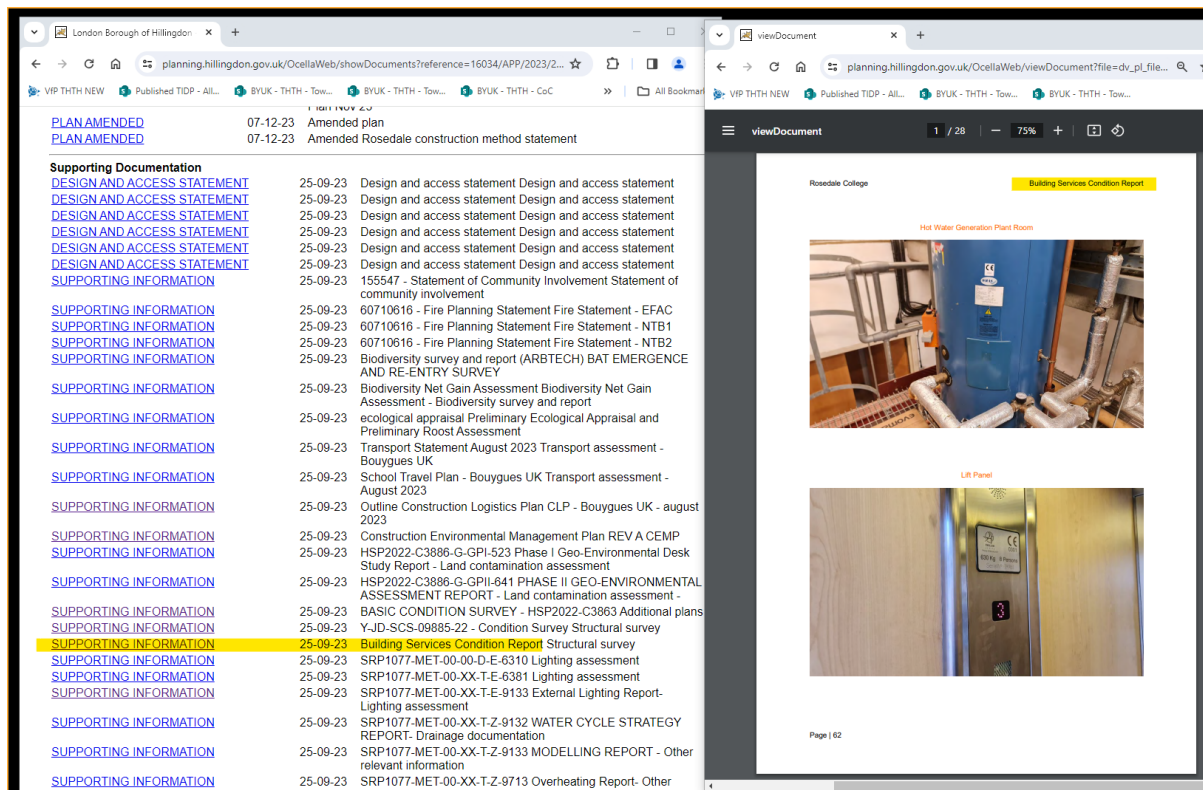 London Borough of Hillingdon
planning.hillingdon.gov.uk/OcellaWeb/showDocuments?reference=16034/APP/2023/2...
VfP THTH NEW
Published TIDP - All...
BYUK - THTH - Tow...
BYUK - THTH - Tow...
BYUK - THTH - CoC
All Bookmar
Plan Nov 23
PLAN AMENDED 07-12-23 Amended plan
PLAN AMENDED 07-12-23 Amended Rosedale construction method statement
Supporting Documentation
DESIGN AND ACCESS STATEMENT 25-09-23 Design and access statement Design and access statement
DESIGN AND ACCESS STATEMENT 25-09-23 Design and access statement Design and access statement
DESIGN AND ACCESS STATEMENT 25-09-23 Design and access statement Design and access statement
DESIGN AND ACCESS STATEMENT 25-09-23 Design and access statement Design and access statement
DESIGN AND ACCESS STATEMENT 25-09-23 Design and access statement Design and access statement
DESIGN AND ACCESS STATEMENT 25-09-23 Design and access statement Design and access statement
SUPPORTING INFORMATION 25-09-23 155547 - Statement of Community Involvement Statement of
community involvement
SUPPORTING INFORMATION 25-09-23 60710616 - Fire Planning Statement Fire Statement - EFAC
SUPPORTING INFORMATION 25-09-23 60710616 - Fire Planning Statement Fire Statement - NTB1
SUPPORTING INFORMATION 25-09-23 60710616 - Fire Planning Statement Fire Statement - NTB2
SUPPORTING INFORMATION 25-09-23 Biodiversity survey and report (ARBTECH) BAT EMERGENCE
AND RE-ENTRY SURVEY
SUPPORTING INFORMATION 25-09-23 Biodiversity Net Gain Assessment Biodiversity Net Gain
Assessment - Biodiversity survey and report
SUPPORTING INFORMATION 25-09-23 ecological appraisal Preliminary Ecological Appraisal and
Preliminary Roost Assessment
SUPPORTING INFORMATION 25-09-23 Transport Statement August 2023 Transport assessment -
Bouygues UK
SUPPORTING INFORMATION 25-09-23 School Travel Plan - Bouygues UK Transport assessment -
August 2023
SUPPORTING INFORMATION 25-09-23 Outline Construction Logistics Plan CLP - Bouygues UK - august
2023
SUPPORTING INFORMATION 25-09-23 Construction Environmental Management Plan REV A CEMP
SUPPORTING INFORMATION 25-09-23 HSP2022-C3886-G-GPI-523 Phase I Geo-Environmental Desk
Study Report - Land contamination assessment
SUPPORTING INFORMATION 25-09-23 HSP2022-C3886-G-GPII-641 PHASE II GEO-ENVIRONMENTAL
ASSESSMENT REPORT - Land contamination assessment -
SUPPORTING INFORMATION 25-09-23 BASIC CONDITION SURVEY - HSP2022-C3863 Additional plans
SUPPORTING INFORMATION 25-09-23 Y-JD-SCS-09885-22 - Condition Survey Structural survey
SUPPORTING INFORMATION 25-09-23 Building Services Condition Report Structural survey
SUPPORTING INFORMATION 25-09-23 SRP1077-MET-00-00-D-E-6310 Lighting assessment
SUPPORTING INFORMATION 25-09-23 SRP1077-MET-00-XX-T-E-6381 Lighting assessment
SUPPORTING INFORMATION 25-09-23 SRP1077-MET-00-XX-T-E-9133 External Lighting Report-
Lighting assessment
SUPPORTING INFORMATION 25-09-23 SRP1077-MET-00-XX-T-Z-9132 WATER CYCLE STRATEGY
REPORT- Drainage documentation
SUPPORTING INFORMATION 25-09-23 SRP1077-MET-00-XX-T-Z-9133 MODELLING REPORT - Other
relevant information
SUPPORTING INFORMATION 25-09-23 SRP1077-MET-00-XX-T-Z-9713 Overheating Report- Other
viewDocument
planning.hillingdon.gov.uk/OcellaWeb/viewDocument?file=dv_pl_file...
VfP THTH NEW
Published TIDP - All...
BYUK - THTH - Tow...
BYUK - THTH - Tow...
viewDocument 1 / 28 75%
Rosedale College Building Services Condition Report
Hot Water Generation Plant Room
CE
Lift Panel
CE
630 Kg 8 Persons
3
Page | 62